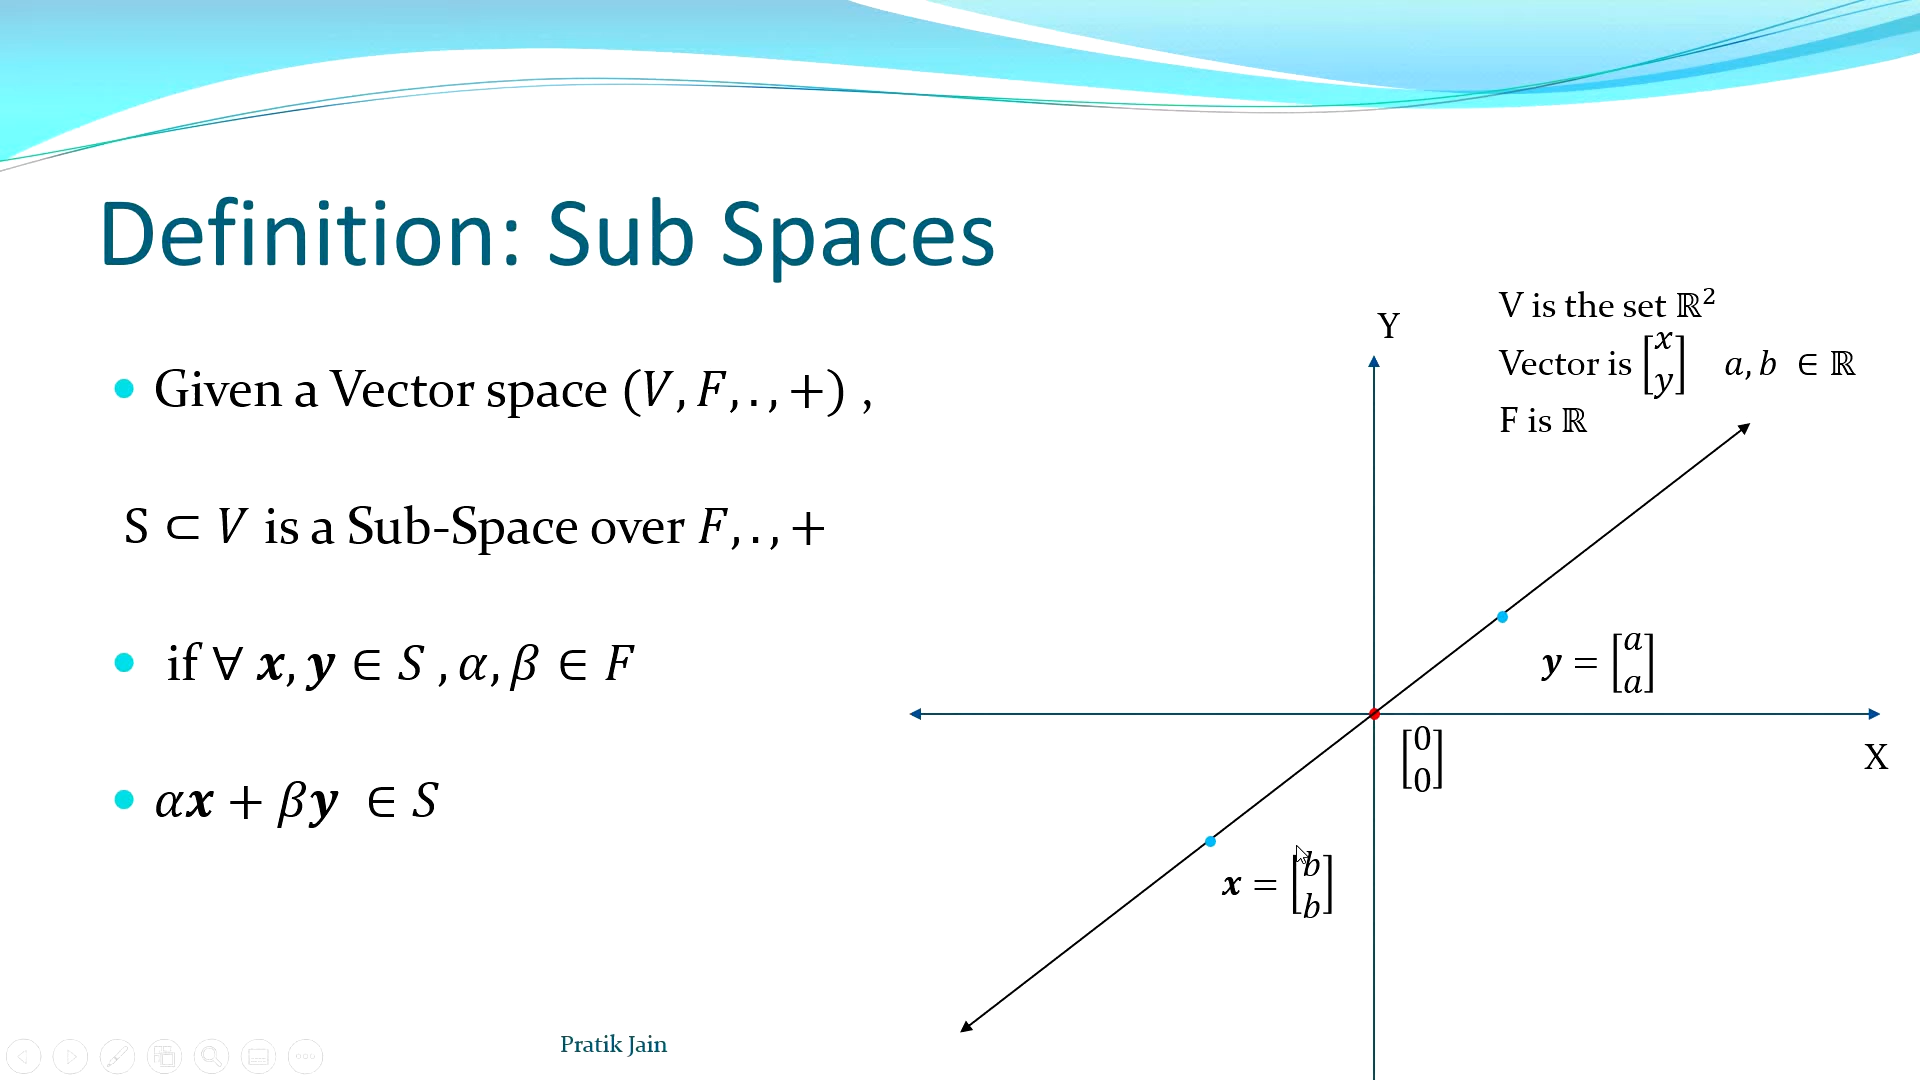 Definition: Sub Spaces
Given a Vector space (𝑉, 𝐹, . , +) ,
S ⊂ 𝑉 is a Sub-Space over 𝐹, . , +
if ∀ 𝒙, 𝒚 ∈ 𝑆 , 𝛼, 𝛽 ∈ 𝐹
𝛼𝒙 + 𝛽𝒚 ∈ 𝑆
V is the set ℝ²
Vector is [x y] a, b ∈ ℝ
F is ℝ
Y
𝒚 = [a a]
[0 0]
X
𝒙 = [b b]
Pratik Jain